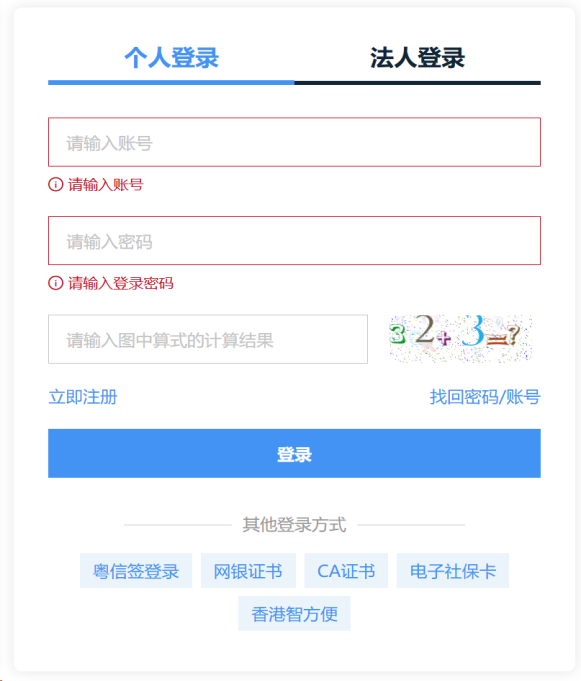 个人登录 法人登录
请输入账号
请输入账号
请输入密码
请输入登录密码
请输入图中算式的计算结果 32+3=?
立即注册 找回密码/账号
登录
其他登录方式
粤信签登录 网银证书 CA证书 电子社保卡
香港智方便